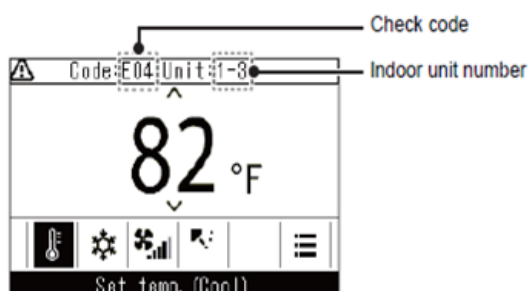 Check code
Code:E04 Unit:1-3
Indoor unit number
82 °F
Set temp.(Cool)